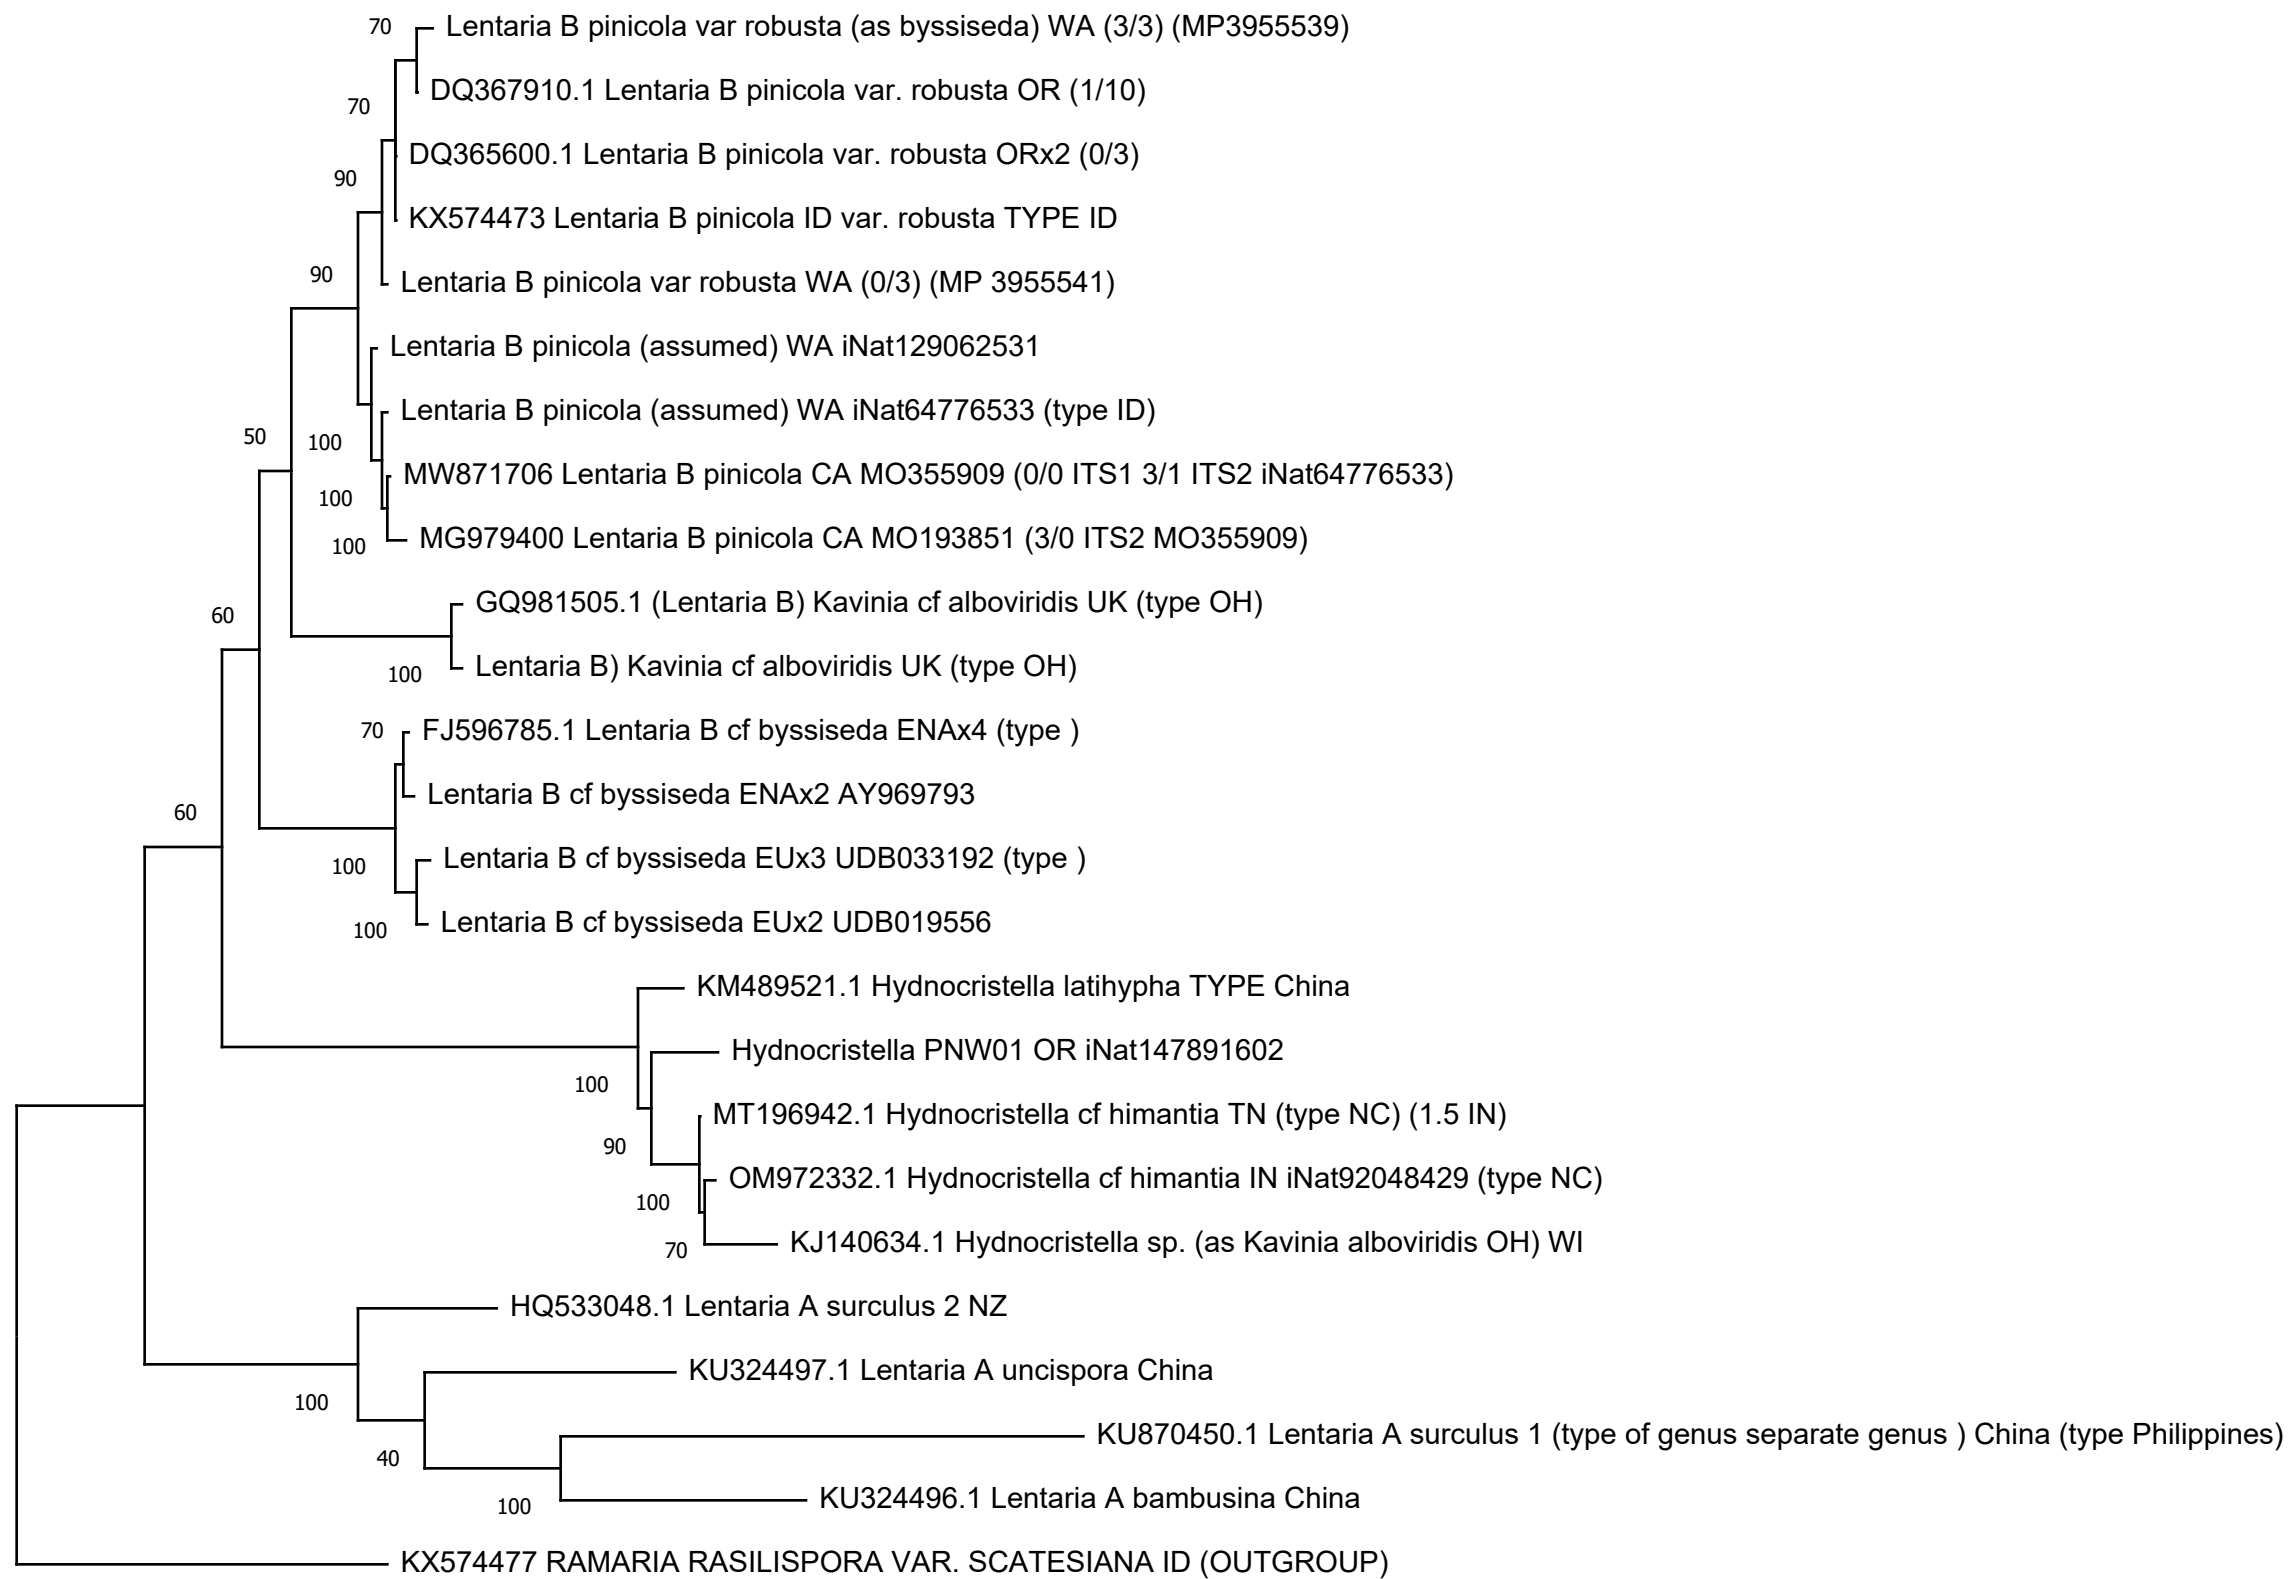 70
Lentaria B pinicola var robusta (as byssiseda) WA (3/3) (MP3955539)
DQ367910.1 Lentaria B pinicola var. robusta OR (1/10)
70
DQ365600.1 Lentaria B pinicola var. robusta ORx2 (0/3)
90
KX574473 Lentaria B pinicola ID var. robusta TYPE ID
90
Lentaria B pinicola var robusta WA (0/3) (MP 3955541)
Lentaria B pinicola (assumed) WA iNat129062531
Lentaria B pinicola (assumed) WA iNat64776533 (type ID)
50
100
MW871706 Lentaria B pinicola CA MO355909 (0/0 ITS1 3/1 ITS2 iNat64776533)
100
MG979400 Lentaria B pinicola CA MO193851 (3/0 ITS2 MO355909)
100
GQ981505.1 (Lentaria B) Kavinia cf alboviridis UK (type OH)
60
Lentaria B) Kavinia cf alboviridis UK (type OH)
100
70
FJ596785.1 Lentaria B cf byssiseda ENAx4 (type )
Lentaria B cf byssiseda ENAx2 AY969793
60
Lentaria B cf byssiseda EUx3 UDB033192 (type )
100
Lentaria B cf byssiseda EUx2 UDB019556
100
KM489521.1 Hydnocristella latihypha TYPE China
Hydnocristella PNW01 OR iNat147891602
100
MT196942.1 Hydnocristella cf himantia TN (type NC) (1.5 IN)
90
OM972332.1 Hydnocristella cf himantia IN iNat92048429 (type NC)
100
KJ140634.1 Hydnocristella sp. (as Kavinia alboviridis OH) WI
70
HQ533048.1 Lentaria A surculus 2 NZ
KU324497.1 Lentaria A uncispora China
100
KU870450.1 Lentaria A surculus 1 (type of genus separate genus ) China (type Philippines)
40
KU324496.1 Lentaria A bambusina China
100
KX574477 RAMARIA RASILISPORA VAR. SCATESIANA ID (OUTGROUP)